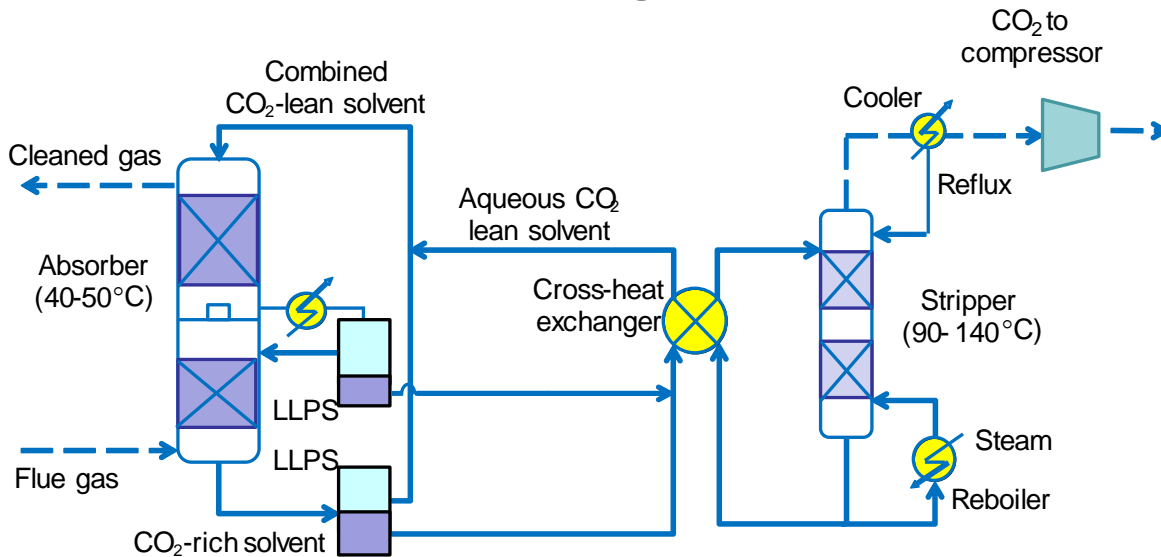 CO₂ to
compressor
Combined
CO₂-lean solvent
Cooler
Cleaned gas
Reflux
Aqueous CO₂
lean solvent
Absorber
(40-50°C)
Cross-heat
exchanger
Stripper
(90- 140°C)
LLPS
LLPS
Steam
Flue gas
Reboiler
CO₂-rich solvent